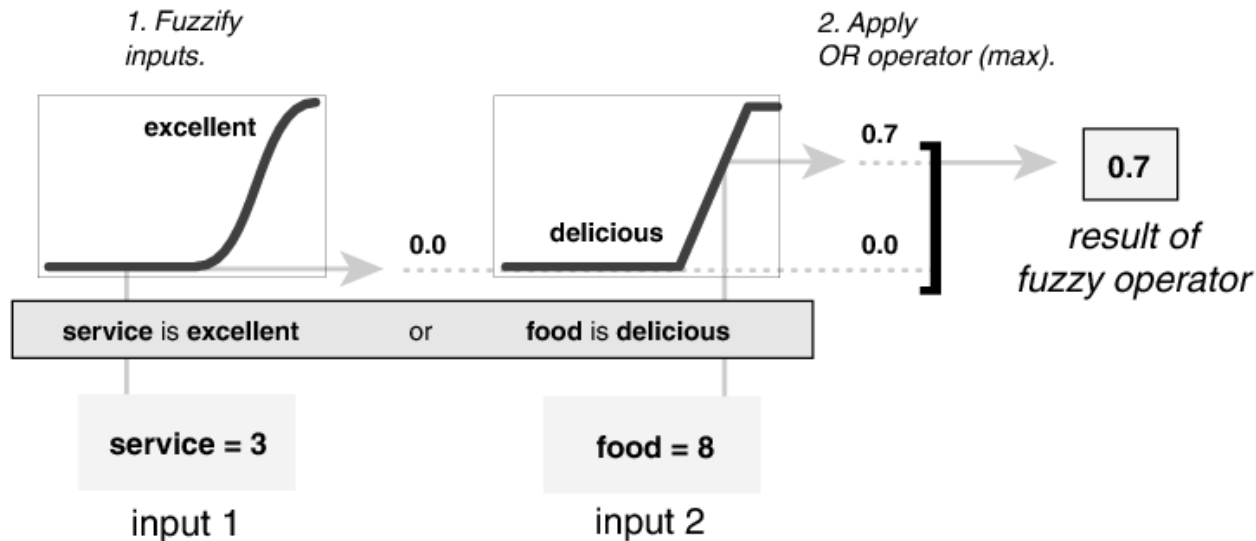 1. Fuzzify
inputs.
2. Apply
OR operator (max).
excellent
0.0
delicious
0.7
0.0
0.7
result of
fuzzy operator
service is excellent or food is delicious
service = 3
food = 8
input 1
input 2